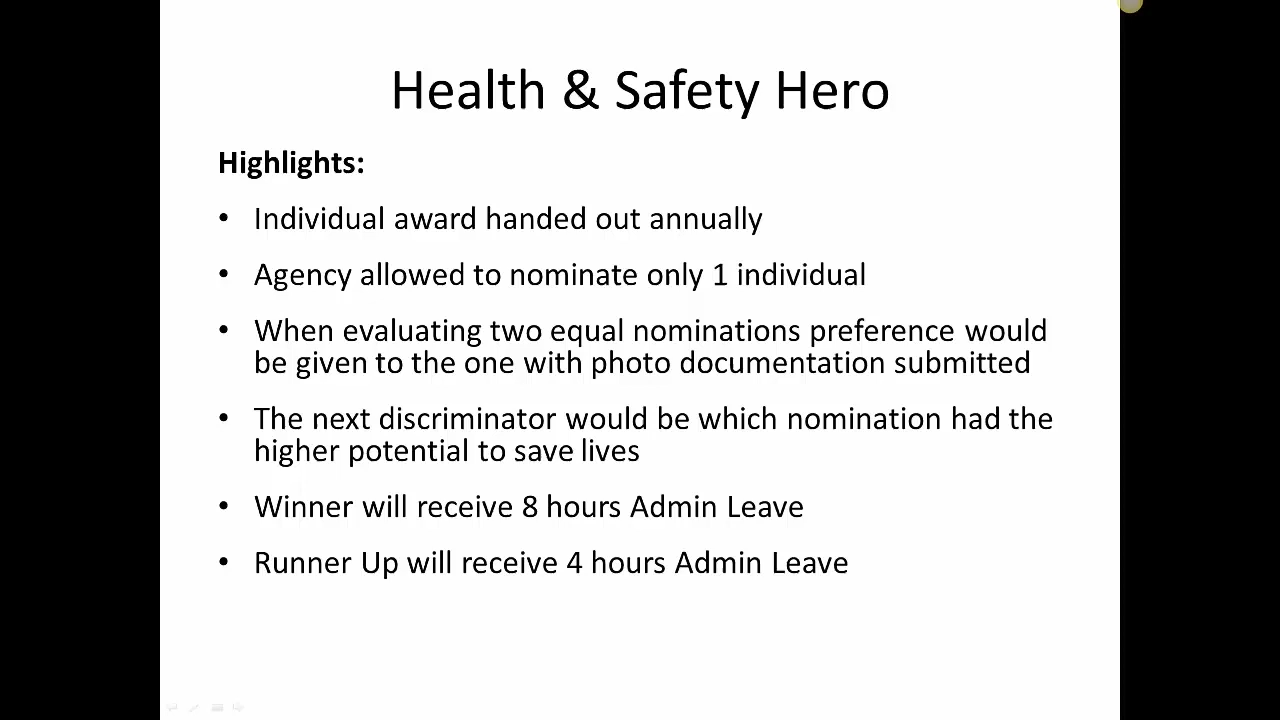 Health & Safety Hero
Highlights:
• Individual award handed out annually
• Agency allowed to nominate only 1 individual
• When evaluating two equal nominations preference would
be given to the one with photo documentation submitted
• The next discriminator would be which nomination had the
higher potential to save lives
• Winner will receive 8 hours Admin Leave
• Runner Up will receive 4 hours Admin Leave